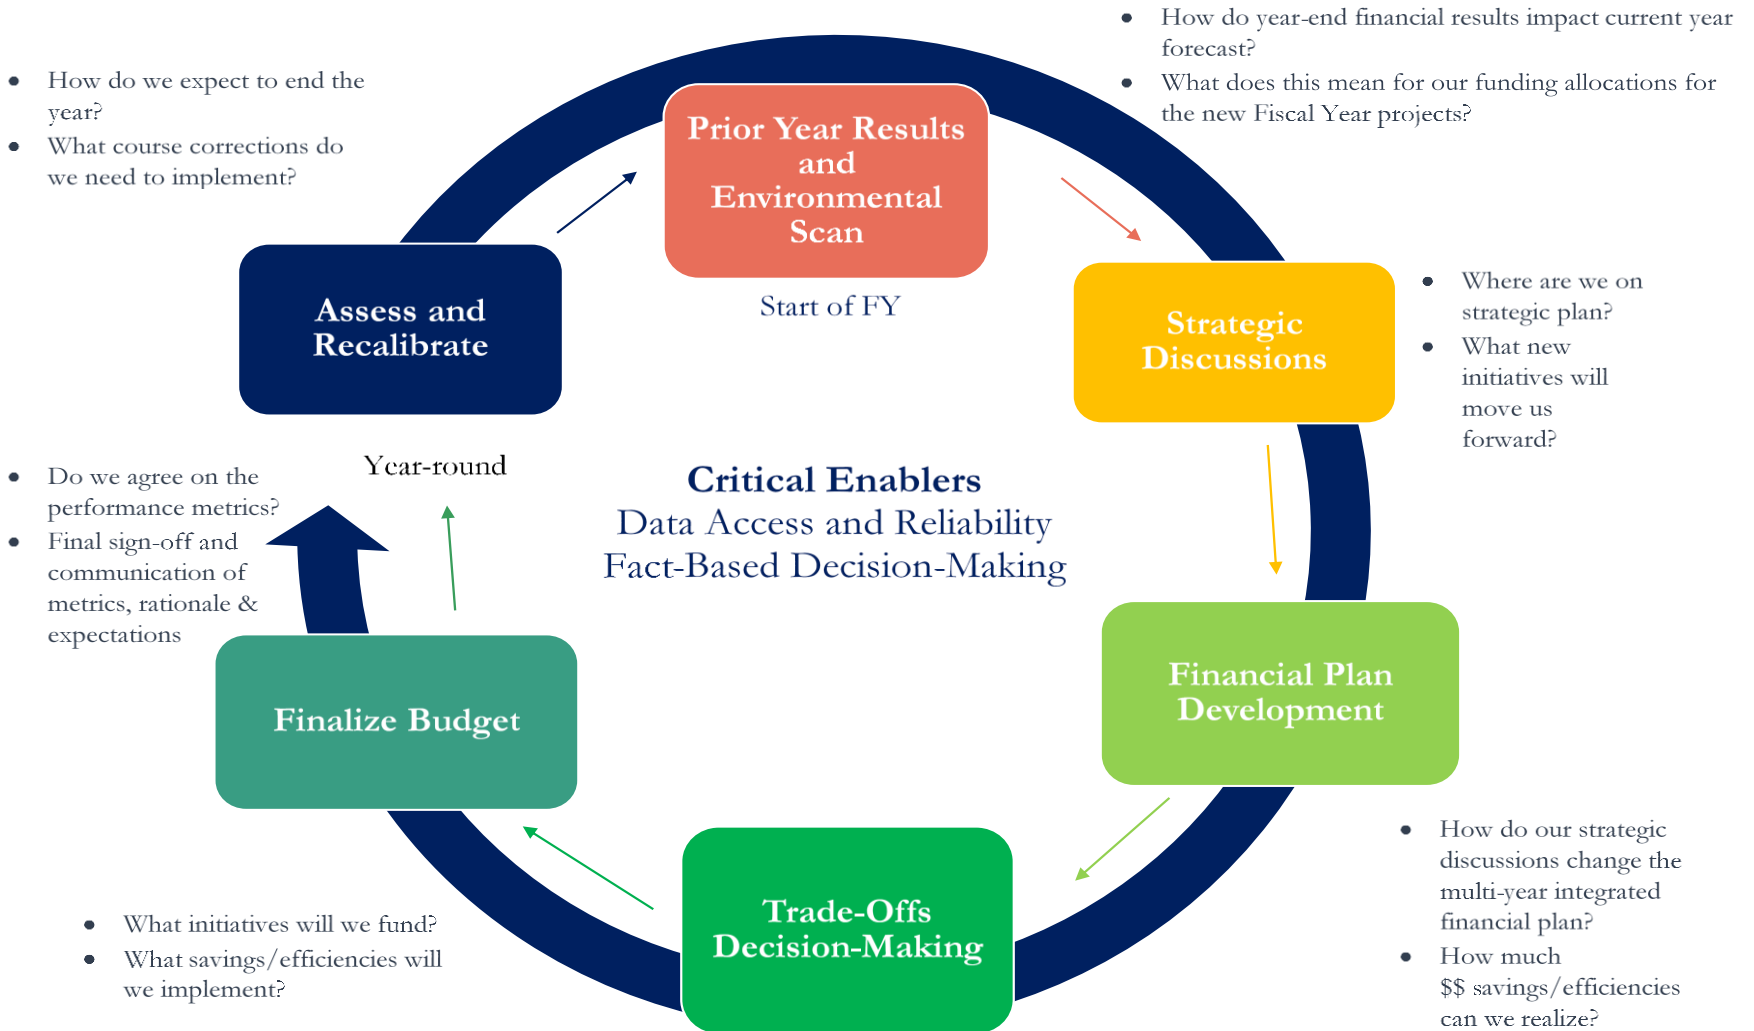 • How do year-end financial results impact current year
forecast?
• What does this mean for our funding allocations for
the new Fiscal Year projects?
• How do we expect to end the
year?
• What course corrections do
we need to implement?
Prior Year Results
and
Environmental
Scan
Start of FY
Assess and
Recalibrate
Strategic
Discussions
• Where are we on
strategic plan?
• What new
initiatives will
move us
forward?
Year-round
• Do we agree on the
performance metrics?
• Final sign-off and
communication of
metrics, rationale &
expectations
Critical Enablers
Data Access and Reliability
Fact-Based Decision-Making
Financial Plan
Development
Finalize Budget
• How do our strategic
discussions change the
multi-year integrated
financial plan?
• How much
$$ savings/efficiencies
can we realize?
Trade-Offs
Decision-Making
• What initiatives will we fund?
• What savings/efficiencies will
we implement?